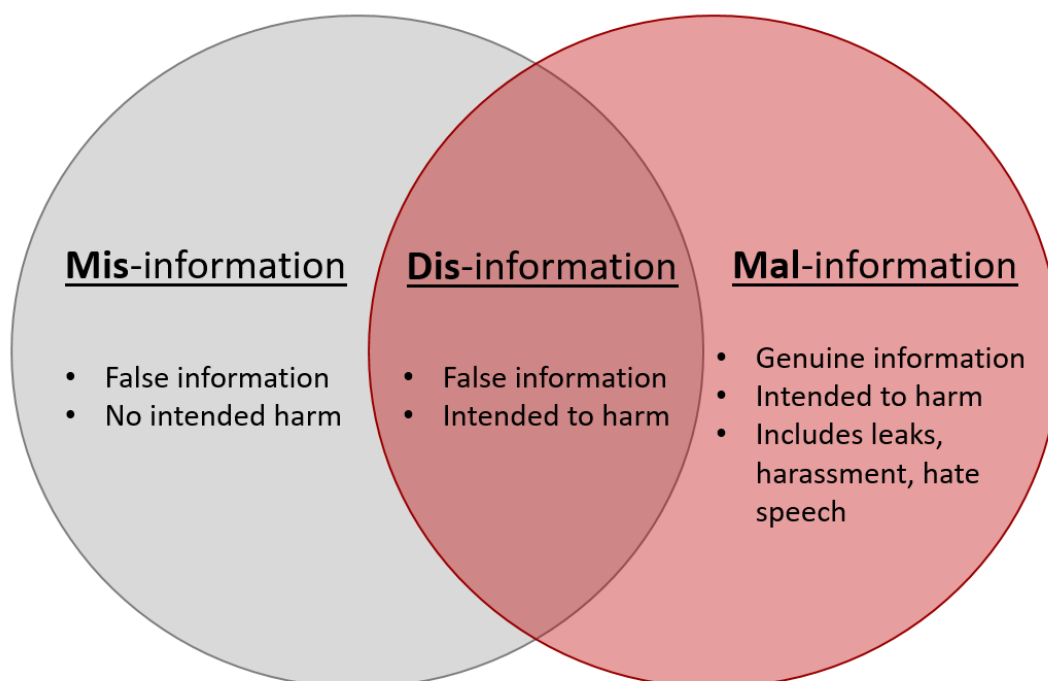 Mis-information
• False information
• No intended harm
Dis-information
• False information
• Intended to harm
Mal-information
• Genuine information
• Intended to harm
• Includes leaks,
harassment, hate
speech